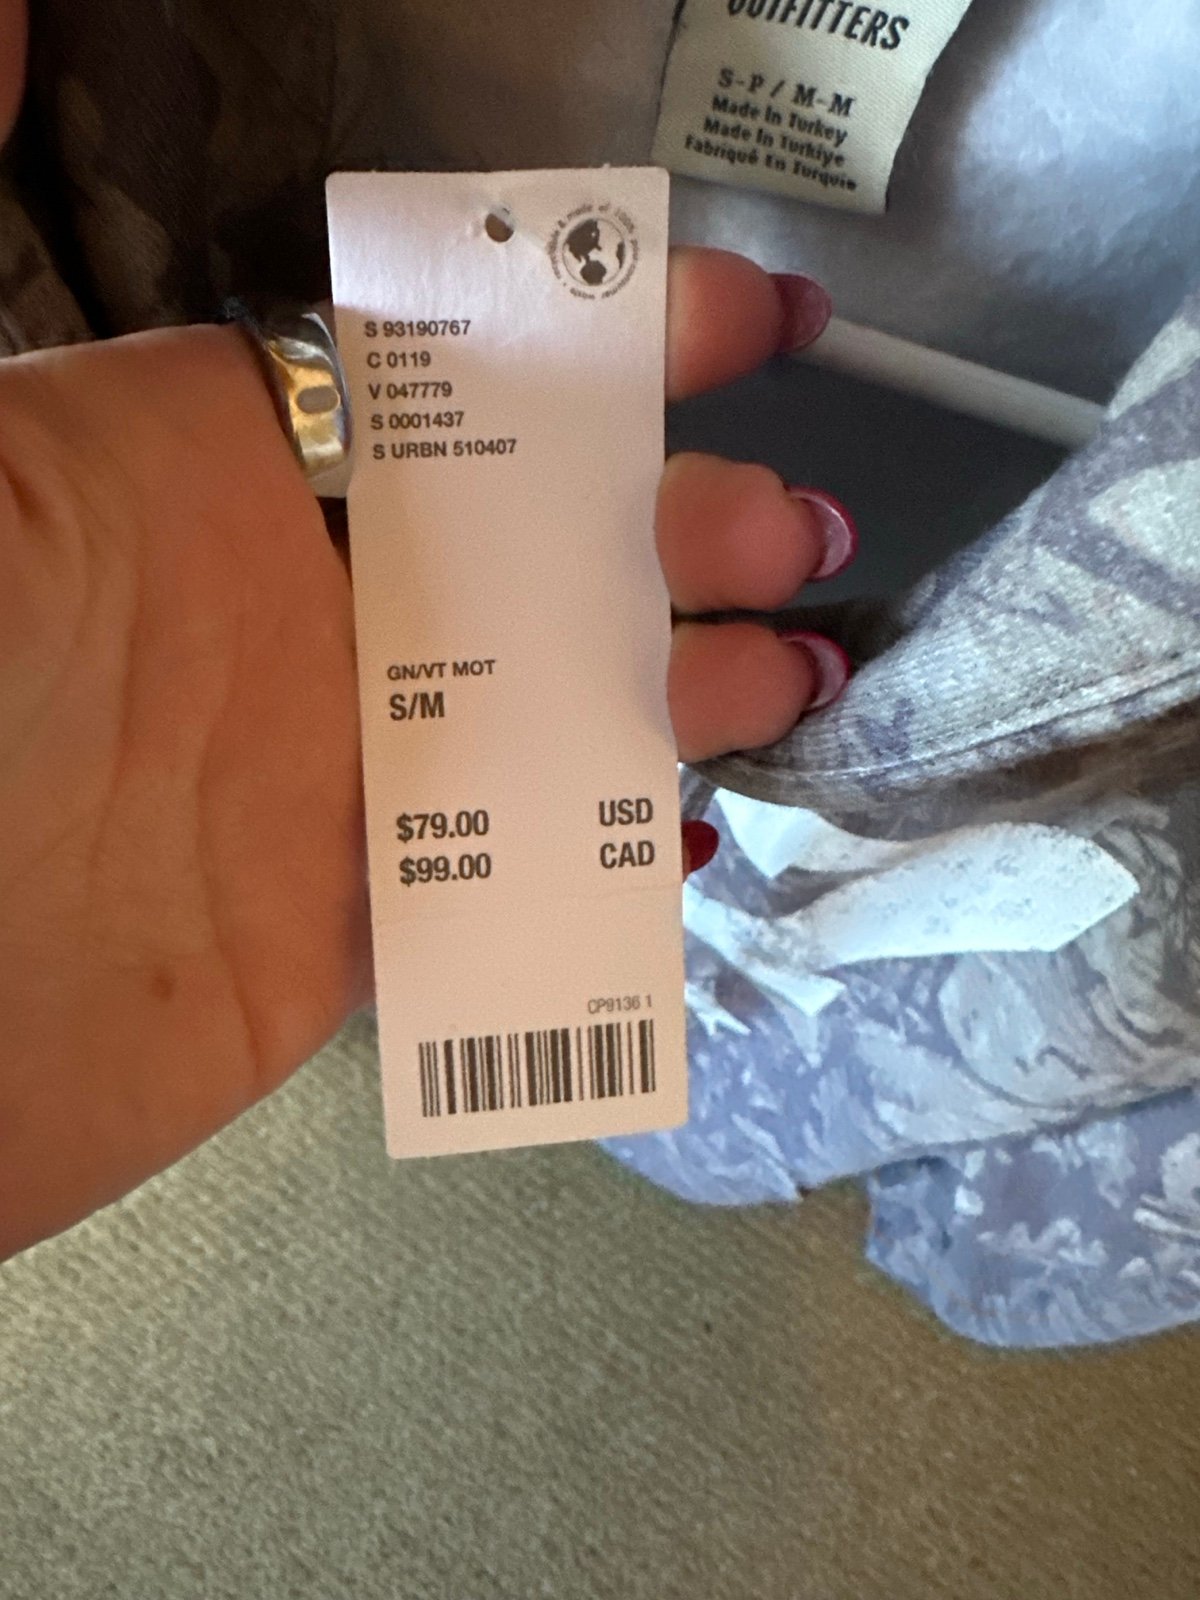 OUTFITTERS
S-P / M-M
Made In Turkey
Made In Türkiye
Fabriqué En Turquie
S 93190767
C 0119
V 047779
S 0001437
S URBN 510407
GN/VT MOT
S/M
$79.00 USD
$99.00 CAD
CP9136 1